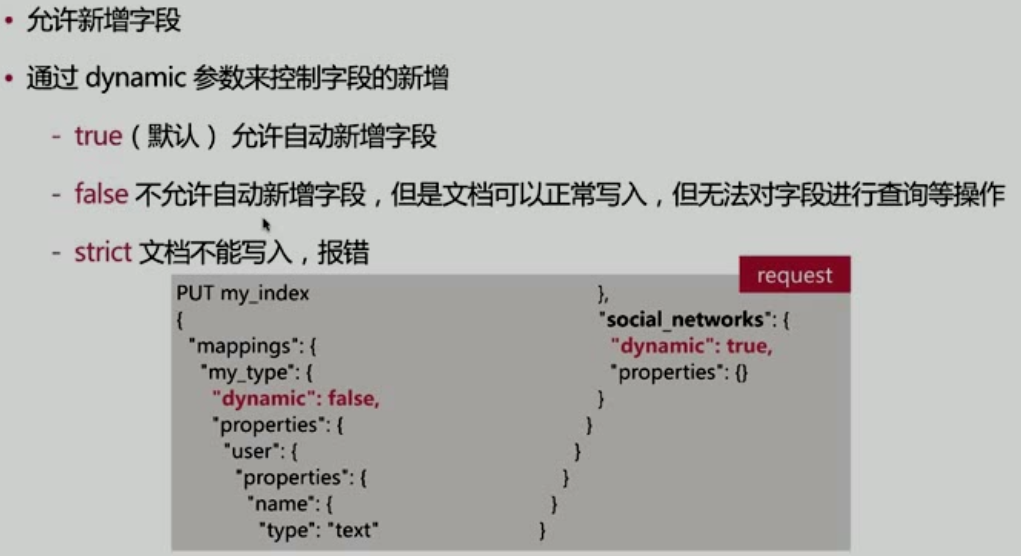 • 允许新增字段
• 通过 dynamic 参数来控制字段的新增
- true（默认）允许自动新增字段
- false 不允许自动新增字段，但是文档可以正常写入，但无法对字段进行查询等操作
- strict 文档不能写入，报错
request
PUT my_index
{
"mappings": {
"my_type": {
"dynamic": false,
"properties": {
"user": {
"properties": {
"name": {
"type": "text"
},
"social_networks": {
"dynamic": true,
"properties": {}
}
}
}
}
}
}